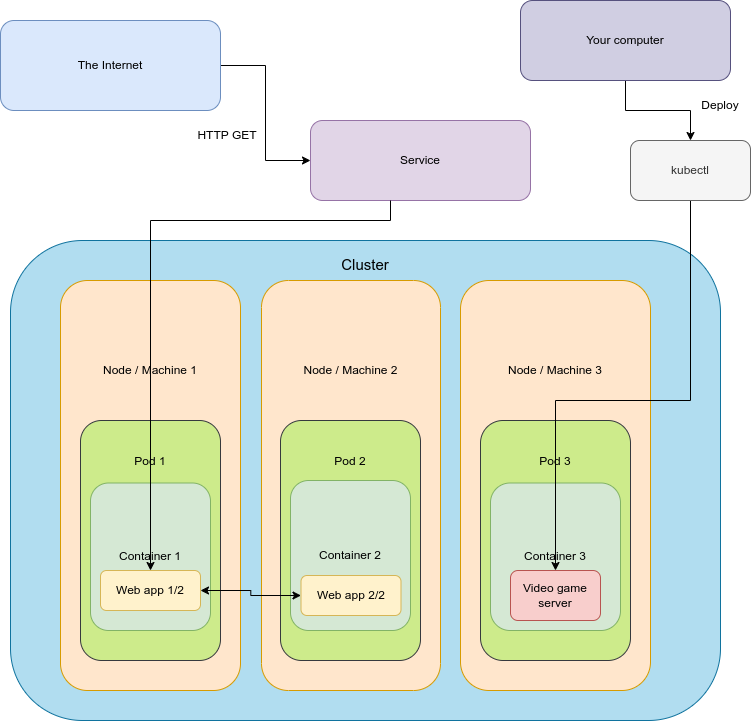 The Internet
Your computer
Deploy
HTTP GET
Service
kubectl
Cluster
Node / Machine 1
Node / Machine 2
Node / Machine 3
Pod 1
Pod 2
Pod 3
Container 1
Container 2
Container 3
Web app 1/2
Web app 2/2
Video game
server